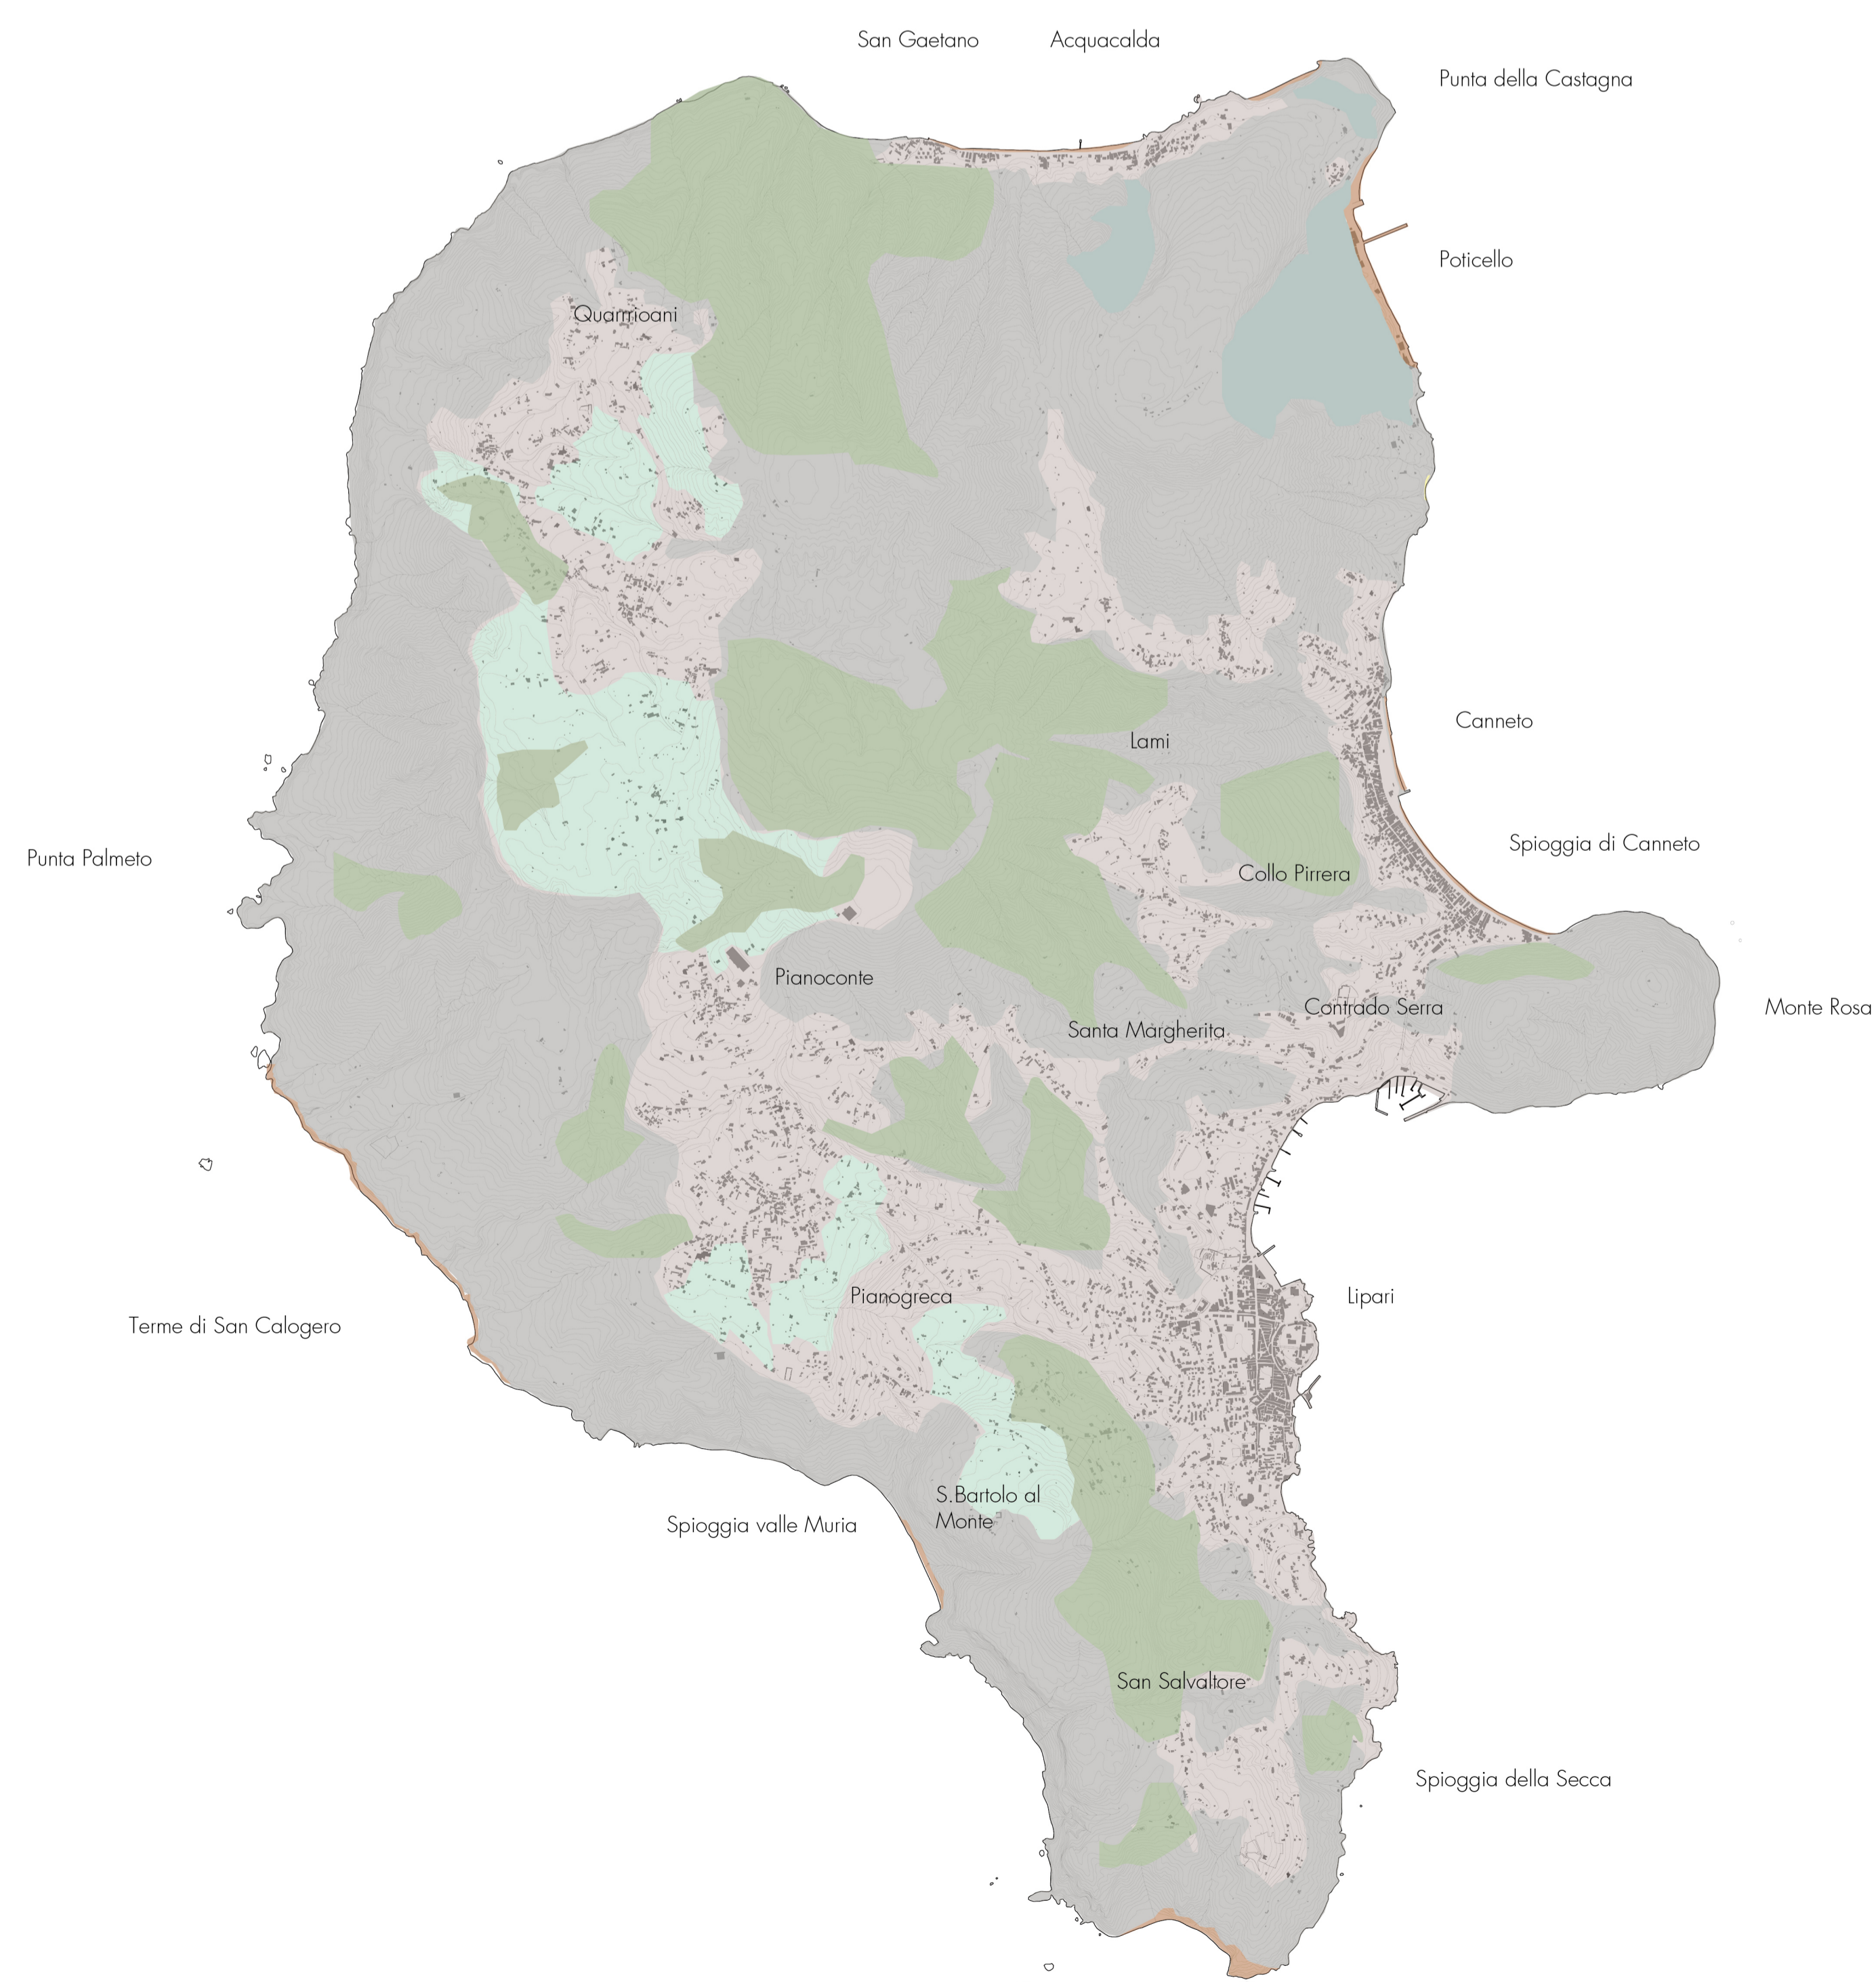 San Gaetano
Acquacalda
Punta della Castagna
Poticello
Quarrrioani
Canneto
Lami
Spioggia di Canneto
Punta Palmeto
Collo Pirrera
Pianoconte
Contrado Serra
Monte Rosa
Santa Margherita
Pianogreca
Lipari
Terme di San Calogero
S.Bartolo al
Monte
Spioggia valle Muria
San Salvaltore
Spioggia della Secca